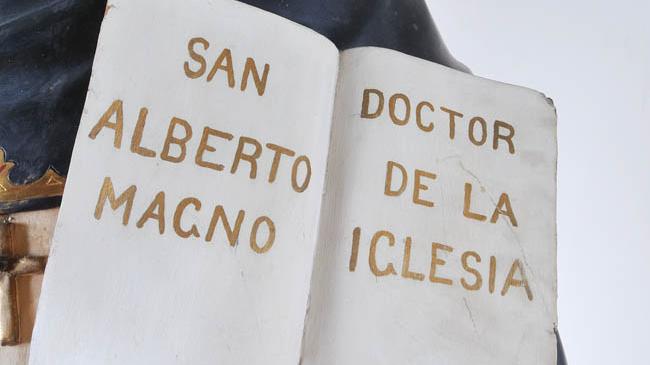 SAN
ALBERTO
MAGNO
DOCTOR
DE LA
IGLESIA